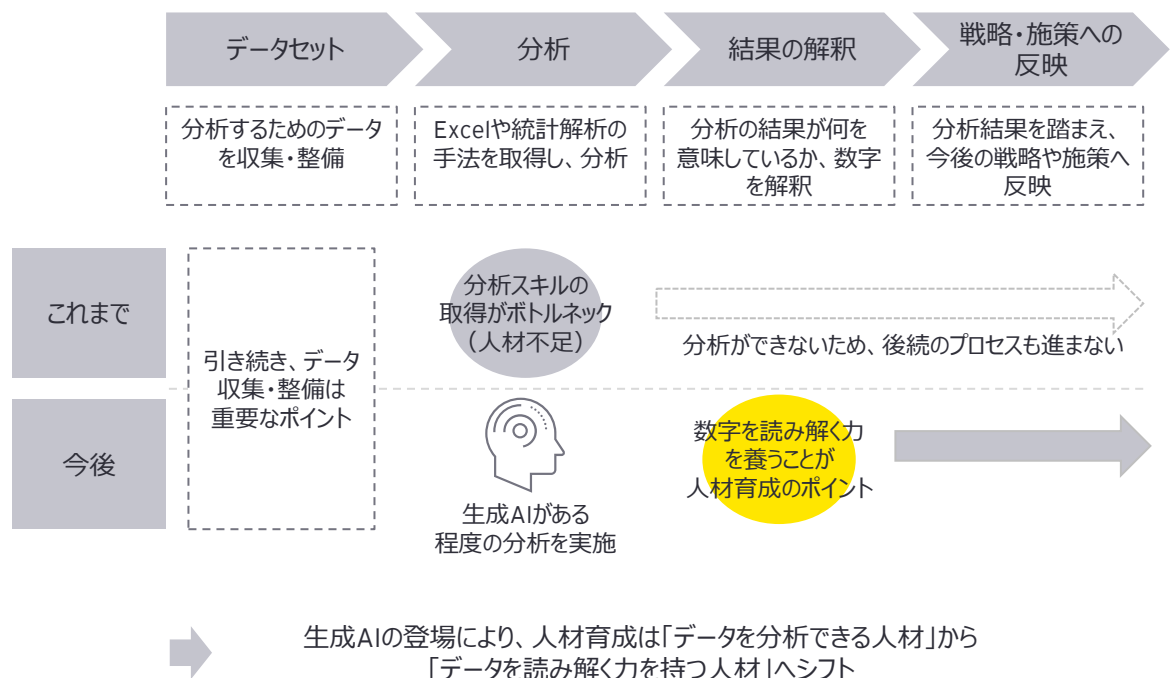 データセット
分析
結果の解釈
戦略・施策への
反映
分析するためのデータ
を収集・整備
Excelや統計解析の
手法を取得し、分析
分析の結果が何を
意味しているか、数字
を解釈
分析結果を踏まえ、
今後の戦略や施策へ
反映
これまで
引き続き、データ
収集・整備は
重要なポイント
分析スキルの
取得がボトルネック
（人材不足）
分析ができないため、後続のプロセスも進まない
今後
生成AIがある
程度の分析を実施
数字を読み解く力
を養うことが
人材育成のポイント
生成AIの登場により、人材育成は「データを分析できる人材」から
「データを読み解く力を持つ人材」へシフト